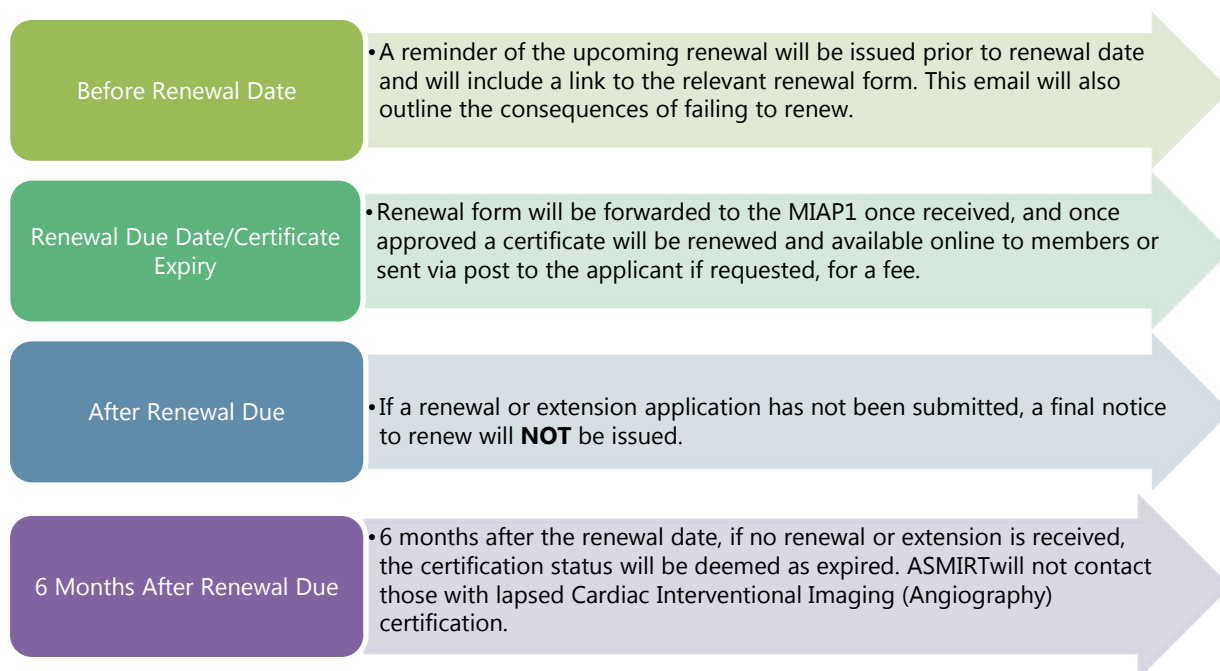 Before Renewal Date
•A reminder of the upcoming renewal will be issued prior to renewal date
and will include a link to the relevant renewal form. This email will also
outline the consequences of failing to renew.
Renewal Due Date/Certificate
Expiry
•Renewal form will be forwarded to the MIAP1 once received, and once
approved a certificate will be renewed and available online to members or
sent via post to the applicant if requested, for a fee.
After Renewal Due
•If a renewal or extension application has not been submitted, a final notice
to renew will NOT be issued.
6 Months After Renewal Due
•6 months after the renewal date, if no renewal or extension is received,
the certification status will be deemed as expired. ASMIRTwill not contact
those with lapsed Cardiac Interventional Imaging (Angiography)
certification.